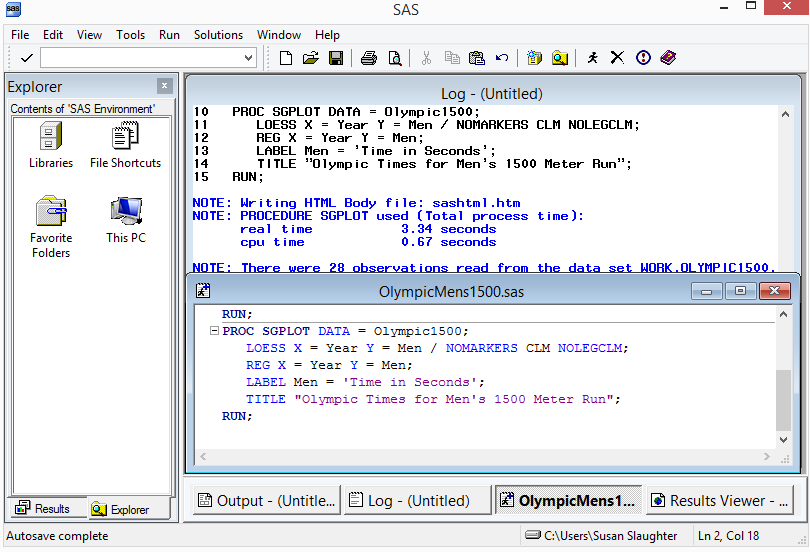 sas
SAS
File Edit View Tools Run Solutions Window Help
Explorer
Contents of 'SAS Environment'
Libraries
File Shortcuts
Favorite
Folders
This PC
Results
Explorer
Log - (Untitled)
10 PROC SGPLOT DATA = Olympic1500;
11 LOESS X = Year Y = Men / NOMARKERS CLM NOLEGCLM;
12 REG X = Year Y = Men;
13 LABEL Men = 'Time in Seconds';
14 TITLE "Olympic Times for Men's 1500 Meter Run";
15 RUN;
NOTE: Writing HTML Body file: sashtml.htm
NOTE: PROCEDURE SGPLOT used (Total process time):
real time 3.34 seconds
cpu time 0.67 seconds
NOTE: There were 28 observations read from the data set WORK.OLYMPIC1500.
OlympicMens1500.sas
RUN;
PROC SGPLOT DATA = Olympic1500;
LOESS X = Year Y = Men / NOMARKERS CLM NOLEGCLM;
REG X = Year Y = Men;
LABEL Men = 'Time in Seconds';
TITLE "Olympic Times for Men's 1500 Meter Run";
RUN;
Output - (Untitle...
Log - (Untitled)
OlympicMens1...
Results Viewer - ...
Autosave complete
C:\Users\Susan Slaughter
Ln 2, Col 18